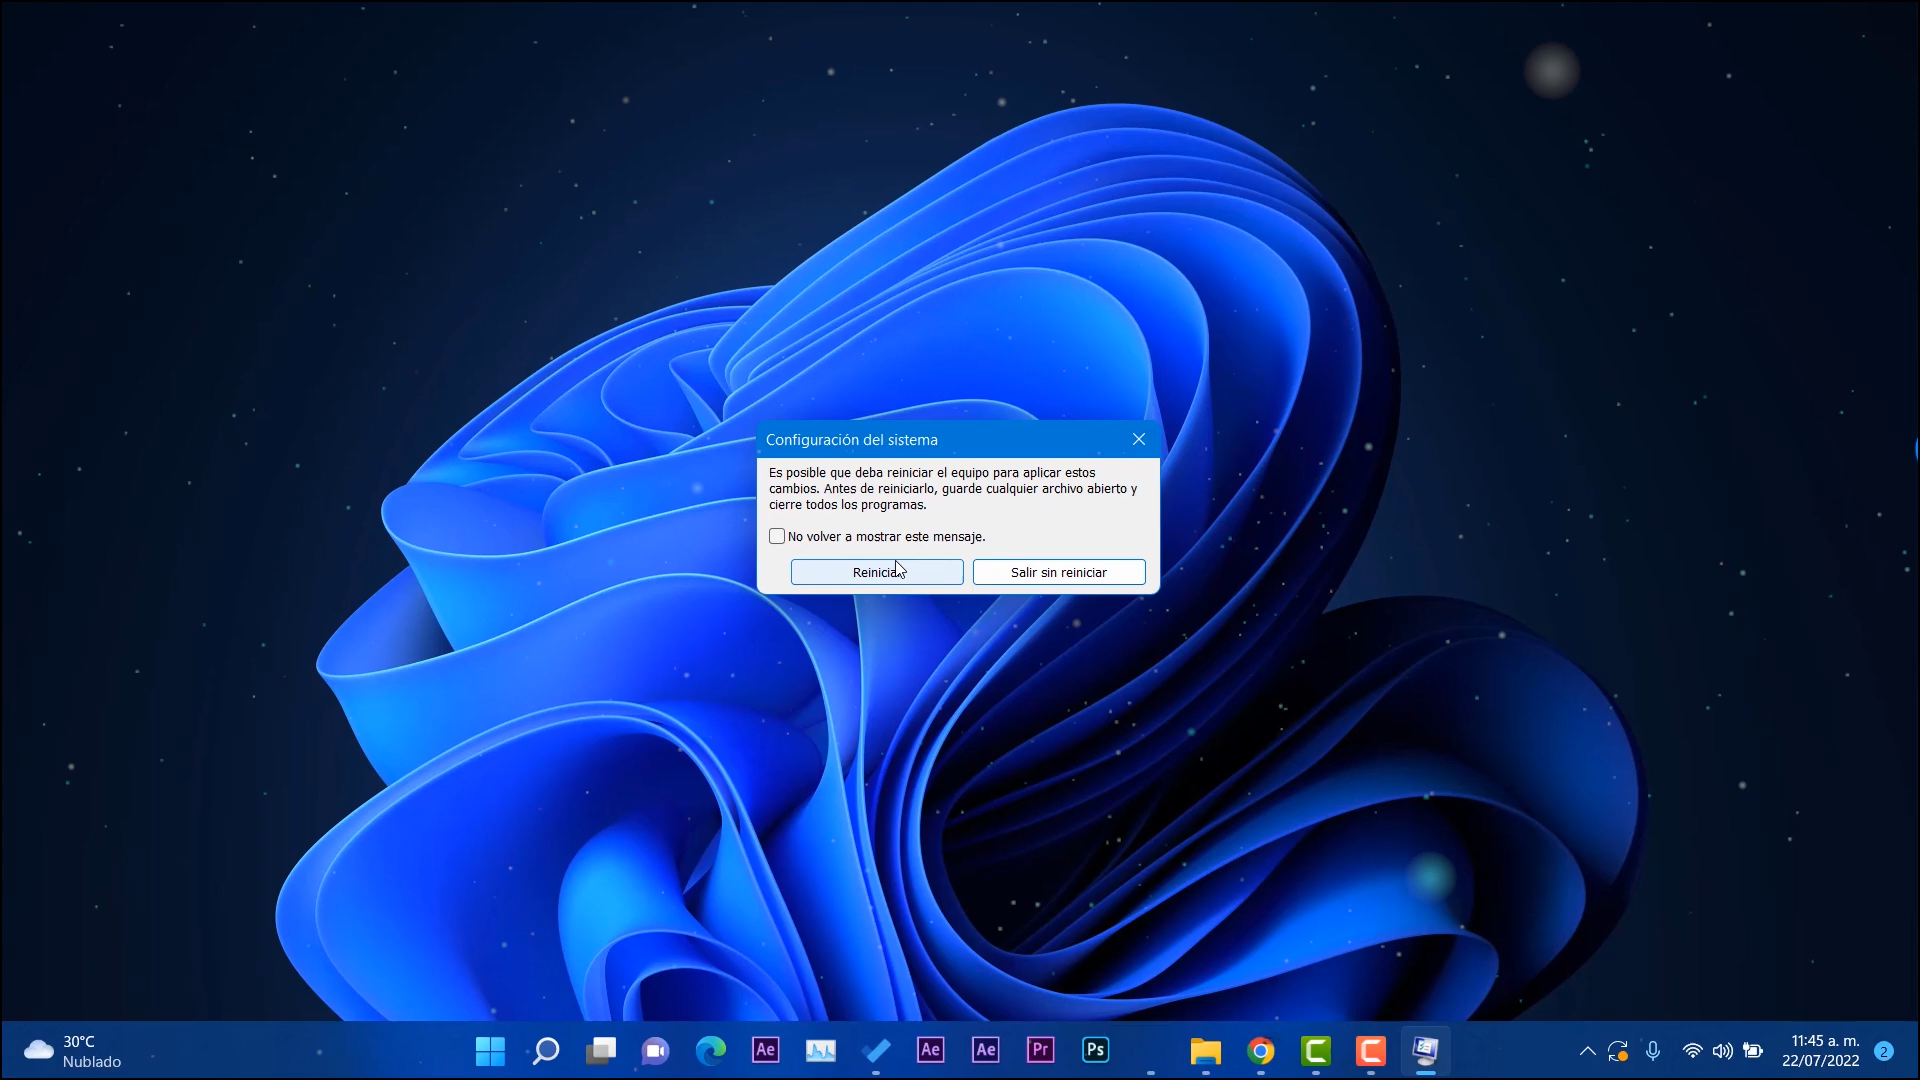 Configuración del sistema
Es posible que deba reiniciar el equipo para aplicar estos
cambios. Antes de reiniciarlo, guarde cualquier archivo abierto y
cierre todos los programas.
No volver a mostrar este mensaje.
Reiniciar
Salir sin reiniciar
30°C
Nublado
Ae
Ae
Ae
Pr
Ps
11:45 a. m.
22/07/2022
2